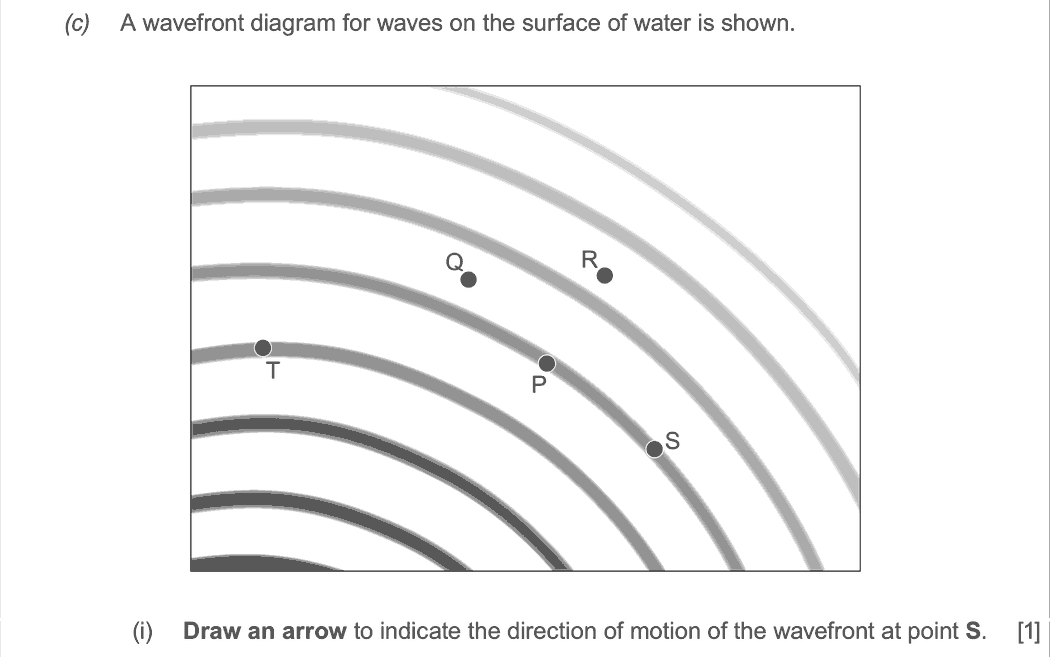 (c) A wavefront diagram for waves on the surface of water is shown.
Q
R
T
P
S
(i) Draw an arrow to indicate the direction of motion of the wavefront at point S. [1]